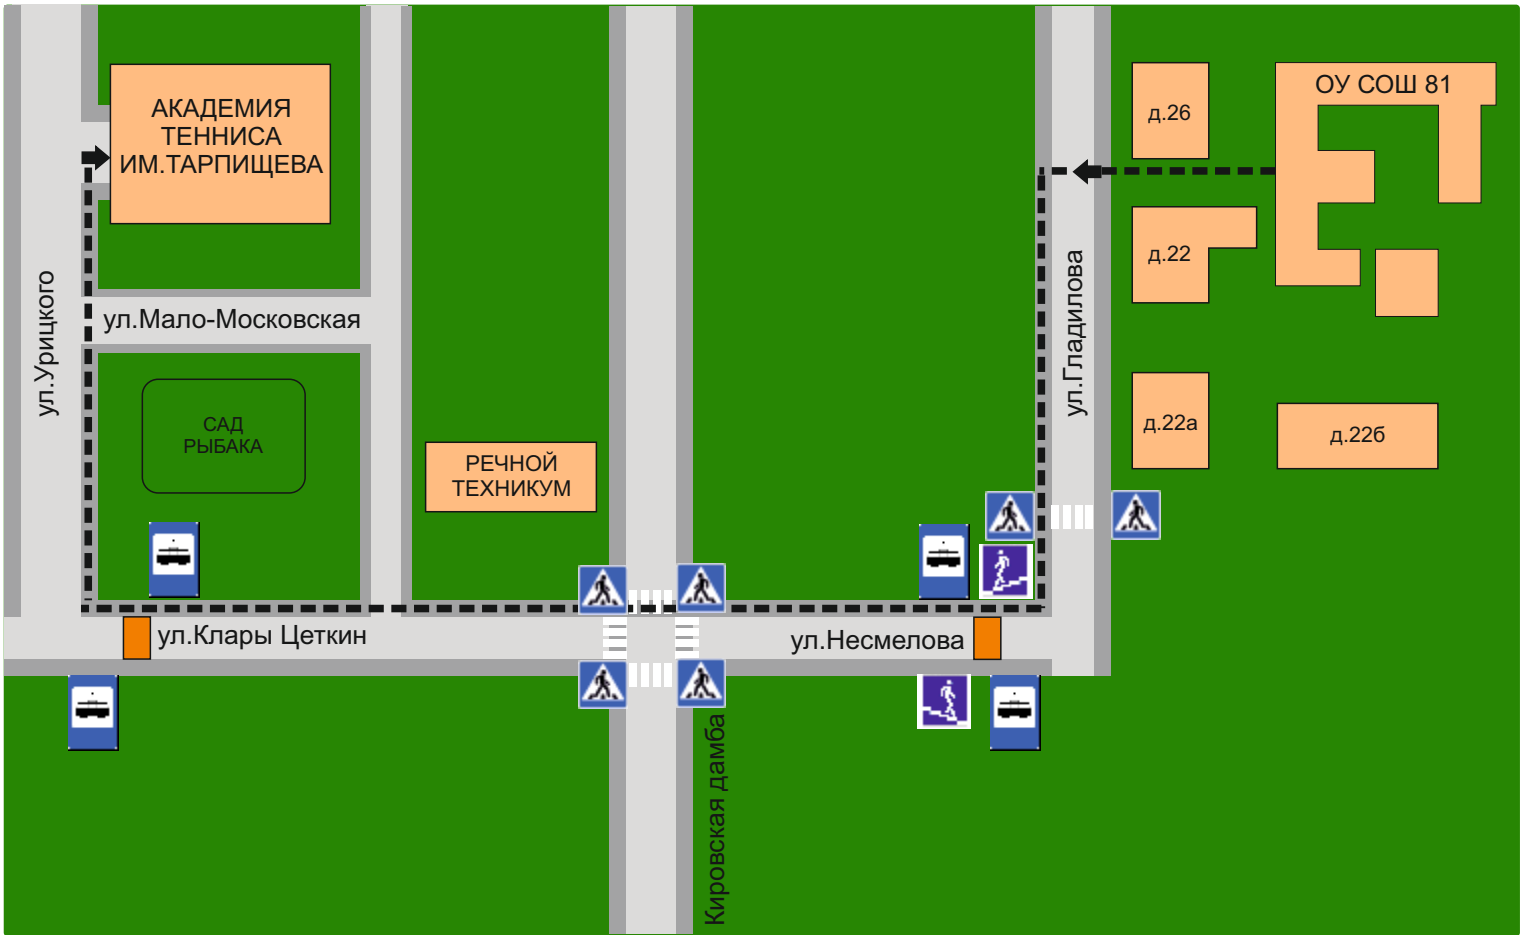 АКАДЕМИЯ
ТЕННИСА
ИМ.ТАРПИЩЕВА
д.26
ОУ СОШ 81
д.22
ул.Урицкого
ул.Мало-Московская
ул.Гладилова
САД
РЫБАКА
РЕЧНОЙ
ТЕХНИКУМ
д.22а
д.22б
ул.Клары Цеткин
ул.Несмелова
Кировская дамба